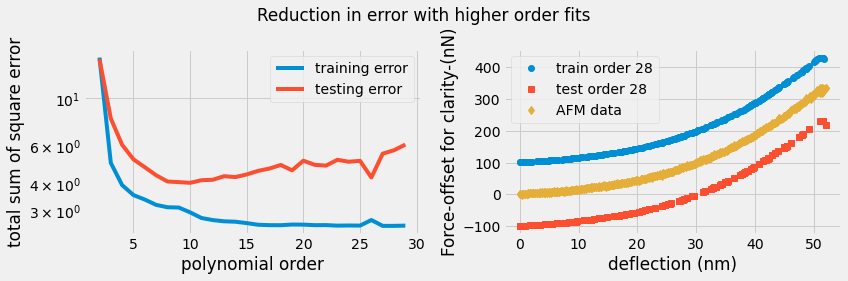 Reduction in error with higher order fits
total sum of square error
10¹
6 × 10⁰
4 × 10⁰
3 × 10⁰
training error
testing error
5
10
15
20
25
30
polynomial order
Force-offset for clarity-(nN)
400
300
200
100
0
−100
train order 28
test order 28
AFM data
0
10
20
30
40
50
deflection (nm)